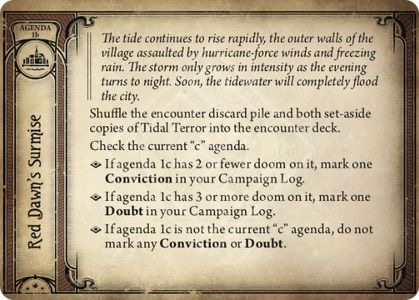 AGENDA
1b
Red Dawn's Surmise
The tide continues to rise rapidly, the outer walls of the
village assaulted by hurricane-force winds and freezing
rain. The storm only grows in intensity as the evening
turns to night. Soon, the tidewater will completely flood
the city.
Shuffle the encounter discard pile and both set-aside
copies of Tidal Terror into the encounter deck.
Check the current “c” agenda.
If agenda 1c has 2 or fewer doom on it, mark one
Conviction in your Campaign Log.
If agenda 1c has 3 or more doom on it, mark one
Doubt in your Campaign Log.
If agenda 1c is not the current “c” agenda, do not
mark any Conviction or Doubt.